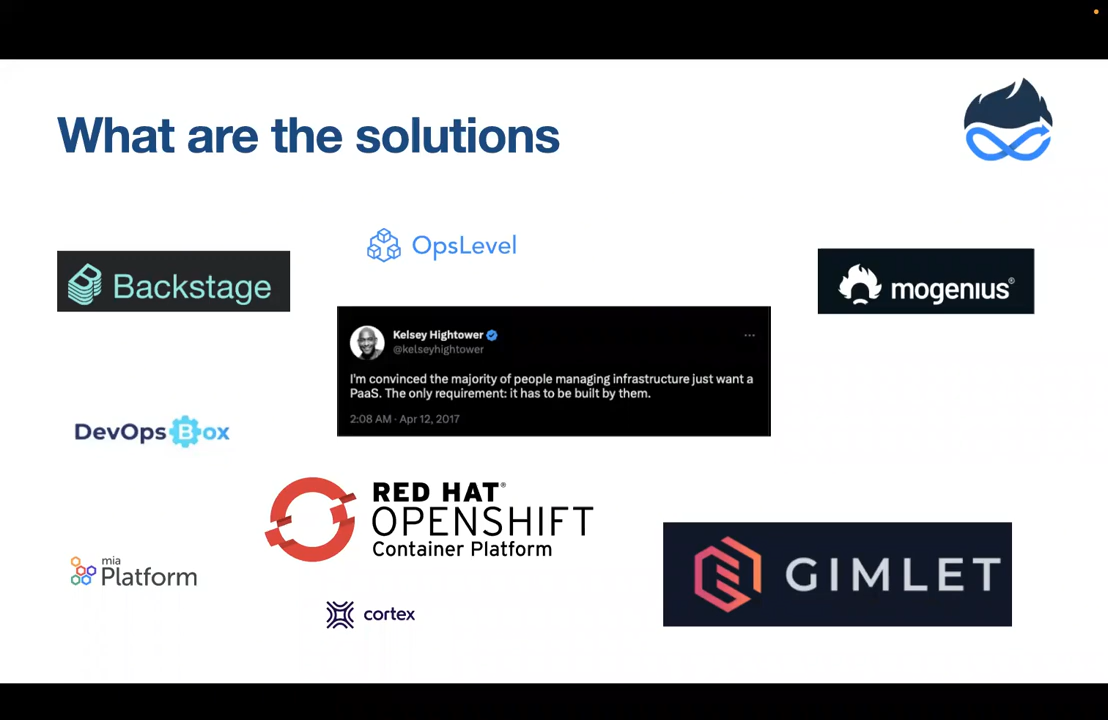 What are the solutions
OpsLevel
Backstage
mogenius®
Kelsey Hightower
@kelseyhightower
I'm convinced the majority of people managing infrastructure just want a
PaaS. The only requirement: it has to be built by them.
2:08 AM · Apr 12, 2017
DevOpsBox
RED HAT®
OPENSHIFT
Container Platform
mia
Platform
GIMLET
cortex